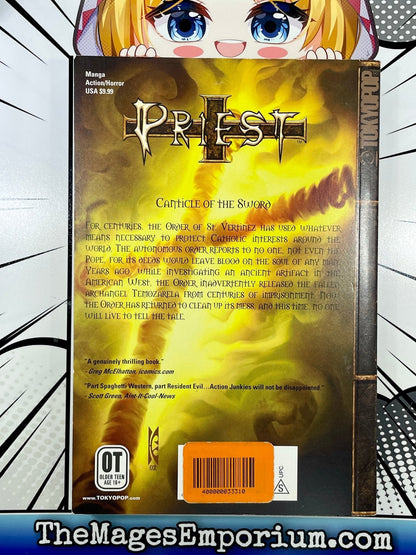 Manga
Action/Horror
USA $9.99
TOKYOPOP
PRIEST
Canticle of the Sword
For centuries, the Order of St. Vertinez has used whatever
means necessary to protect Catholic interests around the
world. The autonomous order reports to no one, not even the
Pope, for its deeds would leave blood on the soul of any man.
Years ago, while investigating an ancient artifact in the
American West, the Order inadvertently released the fallen
archangel Temozarela from centuries of imprisonment. Now
the Order has returned to clean up its mess, and this time, no one
will live to tell the tale.
"A genuinely thrilling book."
- Greg McElhatton, icomics.com
"Part Spaghetti Western, part Resident Evil...Action Junkies will not be disappointed."
- Scott Green, Aint-It-Cool-News
OT
OLDER TEEN
AGE 16+
www.TOKYOPOP.com
400000033310
S
UPC
TheMagesEmporium.com